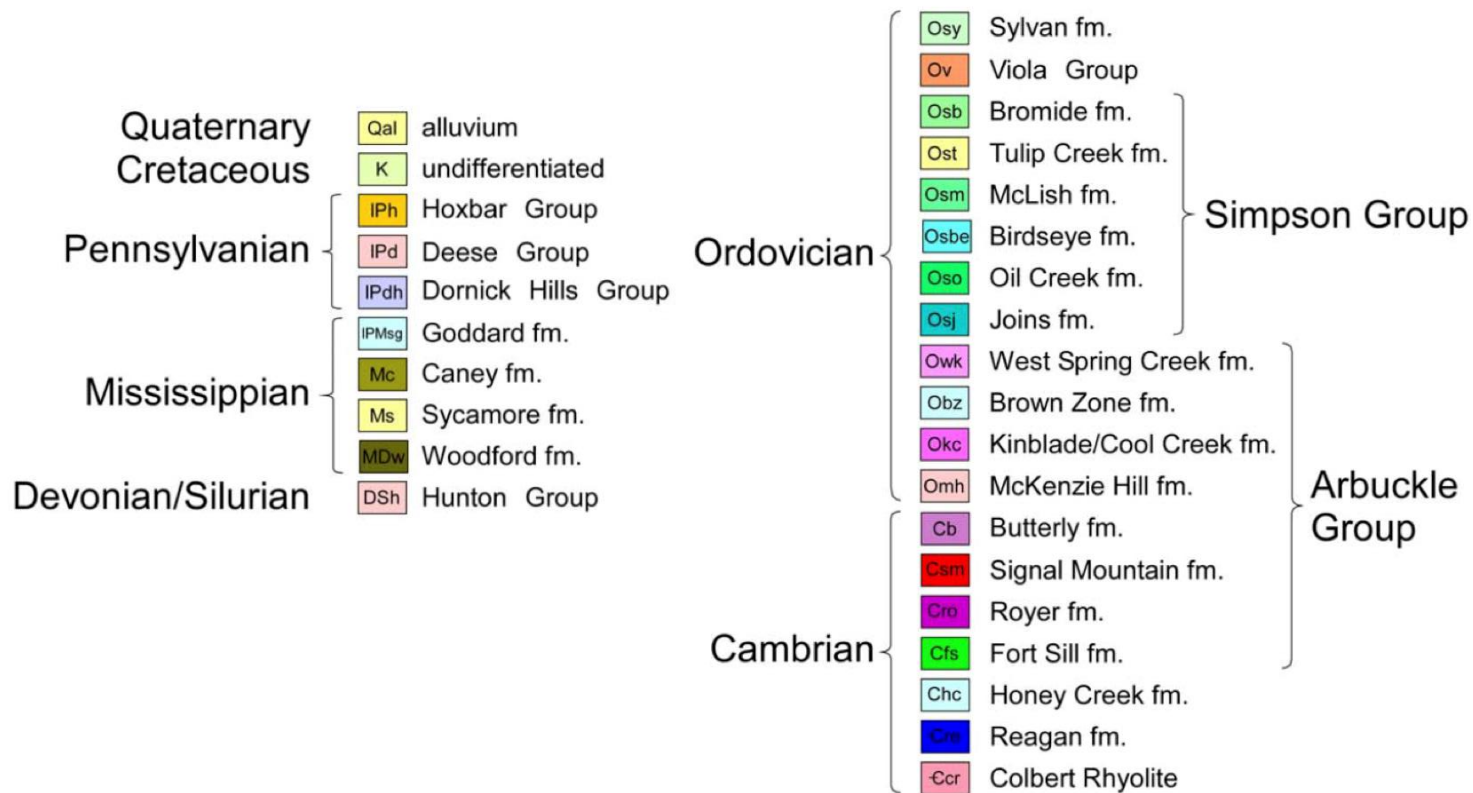 Quaternary
Qal alluvium
Cretaceous
K undifferentiated
Pennsylvanian
IPh Hoxbar Group
IPd Deese Group
IPdh Dornick Hills Group
Mississippian
IPMsg Goddard fm.
Mc Caney fm.
Ms Sycamore fm.
MDw Woodford fm.
Devonian/Silurian
DSh Hunton Group
Ordovician
Osy Sylvan fm.
Ov Viola Group
Osb Bromide fm.
Ost Tulip Creek fm.
Osm McLish fm.
Osbe Birdseye fm.
Oso Oil Creek fm.
Osj Joins fm.
Simpson Group
Owk West Spring Creek fm.
Obz Brown Zone fm.
Okc Kinblade/Cool Creek fm.
Omh McKenzie Hill fm.
Cambrian
Cb Butterly fm.
Csm Signal Mountain fm.
Cro Royer fm.
Cfs Fort Sill fm.
Arbuckle
Group
Chc Honey Creek fm.
Ꞓre Reagan fm.
Ꞓcr Colbert Rhyolite